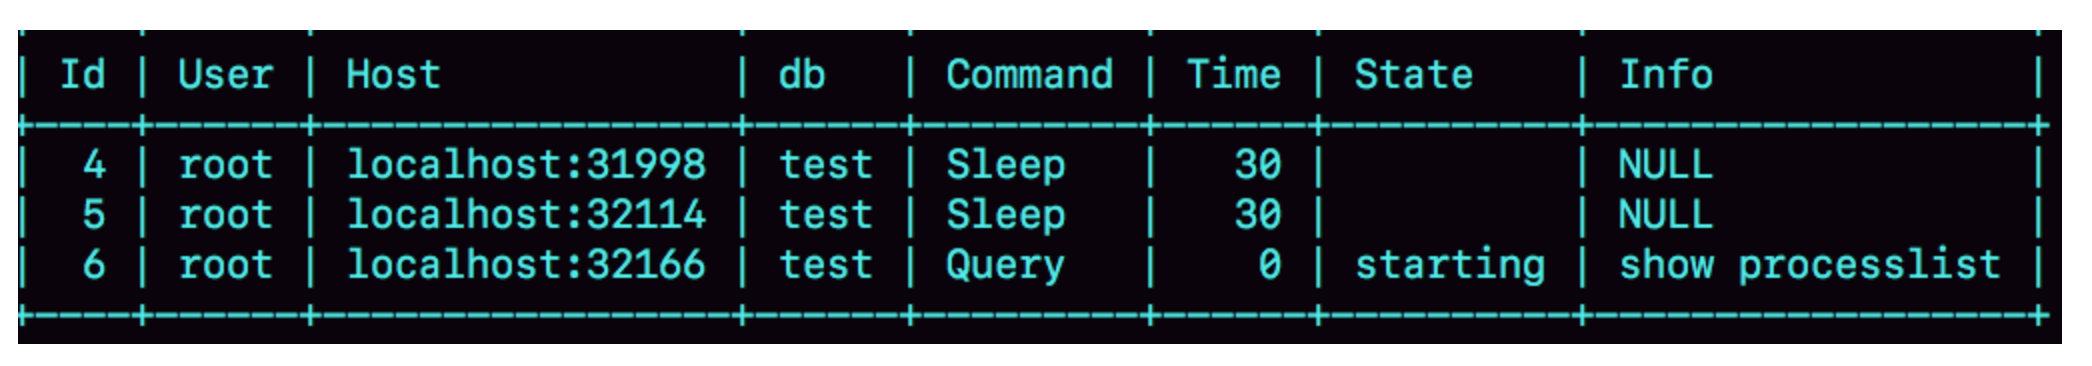 | Id | User | Host            | db   | Command | Time | State    | Info             |
+----+------+-----------------+------+---------+------+----------+------------------+
|  4 | root | localhost:31998 | test | Sleep   |   30 |          | NULL             |
|  5 | root | localhost:32114 | test | Sleep   |   30 |          | NULL             |
|  6 | root | localhost:32166 | test | Query   |    0 | starting | show processlist |
+----+------+-----------------+------+---------+------+----------+------------------+